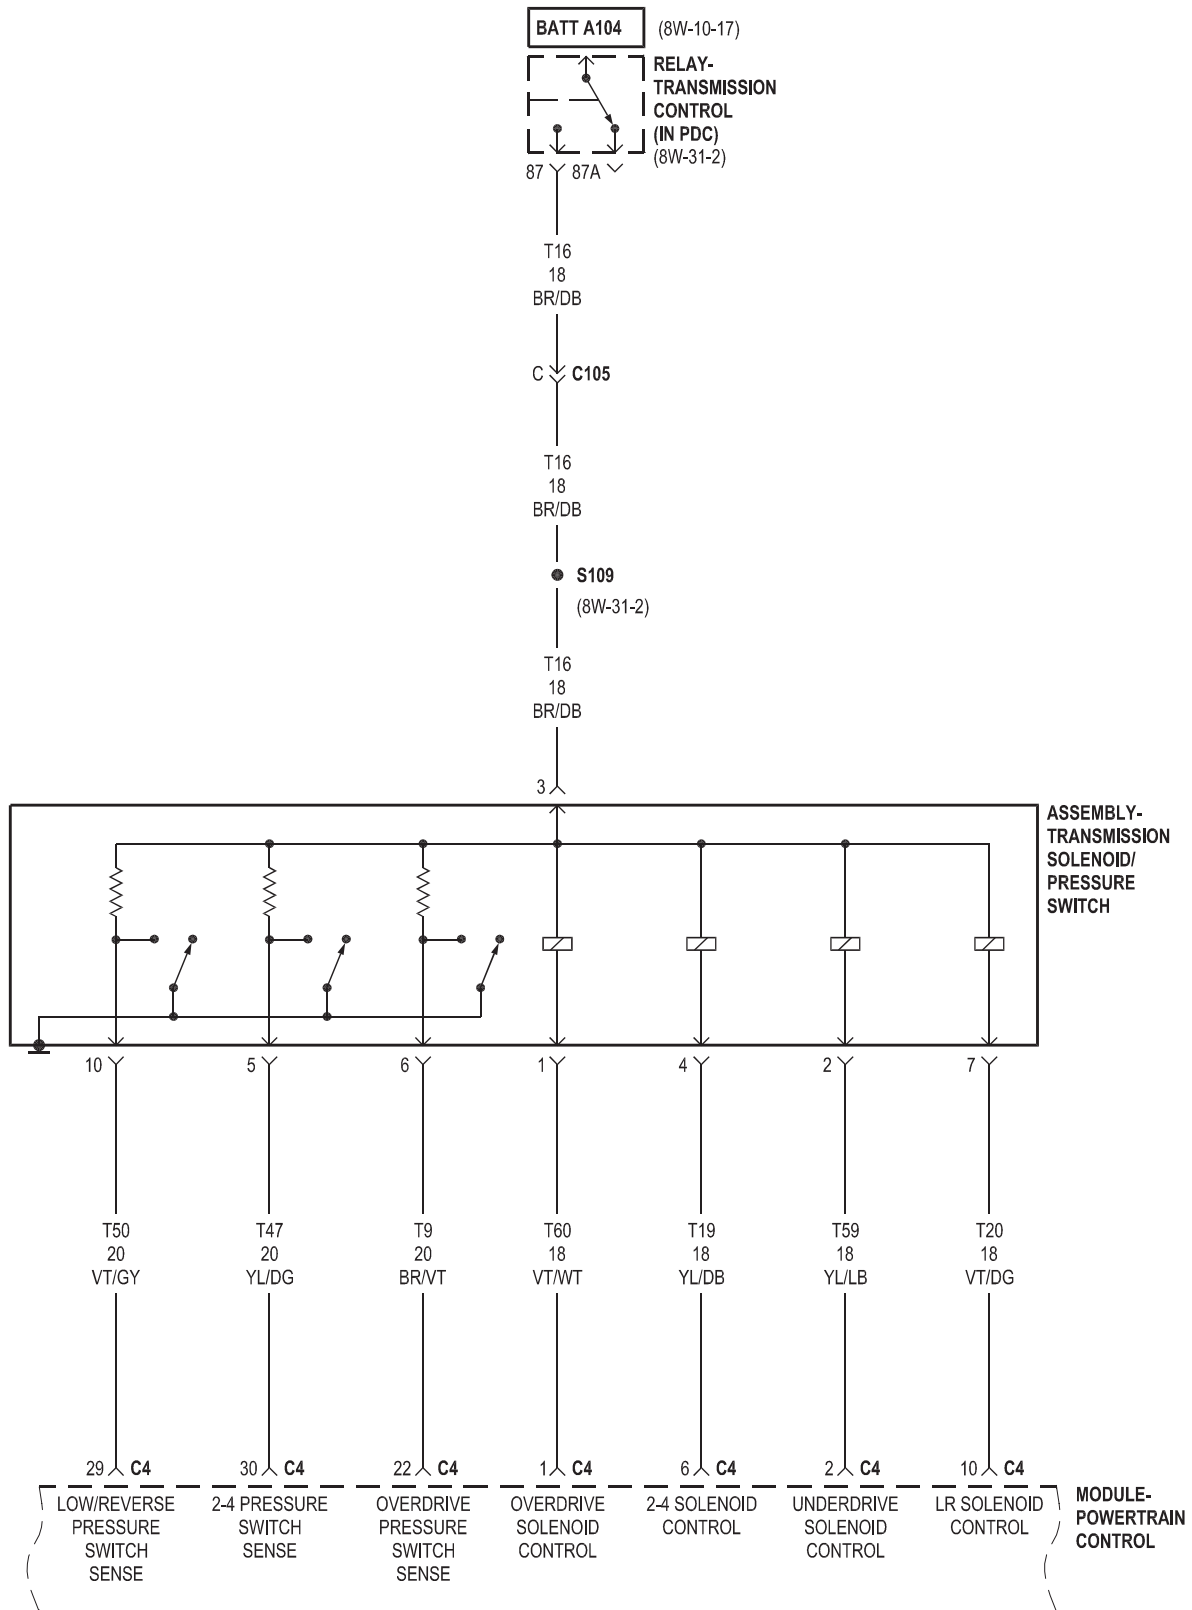 BATT A104 (8W-10-17)
RELAY-
TRANSMISSION
CONTROL
(IN PDC)
(8W-31-2)
87 87A
T16
18
BR/DB
C C105
T16
18
BR/DB
S109
(8W-31-2)
T16
18
BR/DB
3
ASSEMBLY-
TRANSMISSION
SOLENOID/
PRESSURE
SWITCH
10 5 6 1 4 2 7
T50 T47 T9 T60 T19 T59 T20
20 20 20 18 18 18 18
VT/GY YL/DG BR/VT VT/WT YL/DB YL/LB VT/DG
29 C4 30 C4 22 C4 1 C4 6 C4 2 C4 10 C4
LOW/REVERSE
PRESSURE
SWITCH
SENSE
2-4 PRESSURE
SWITCH
SENSE
OVERDRIVE
PRESSURE
SWITCH
SENSE
OVERDRIVE
SOLENOID
CONTROL
2-4 SOLENOID
CONTROL
UNDERDRIVE
SOLENOID
CONTROL
LR SOLENOID
CONTROL
MODULE-
POWERTRAIN
CONTROL